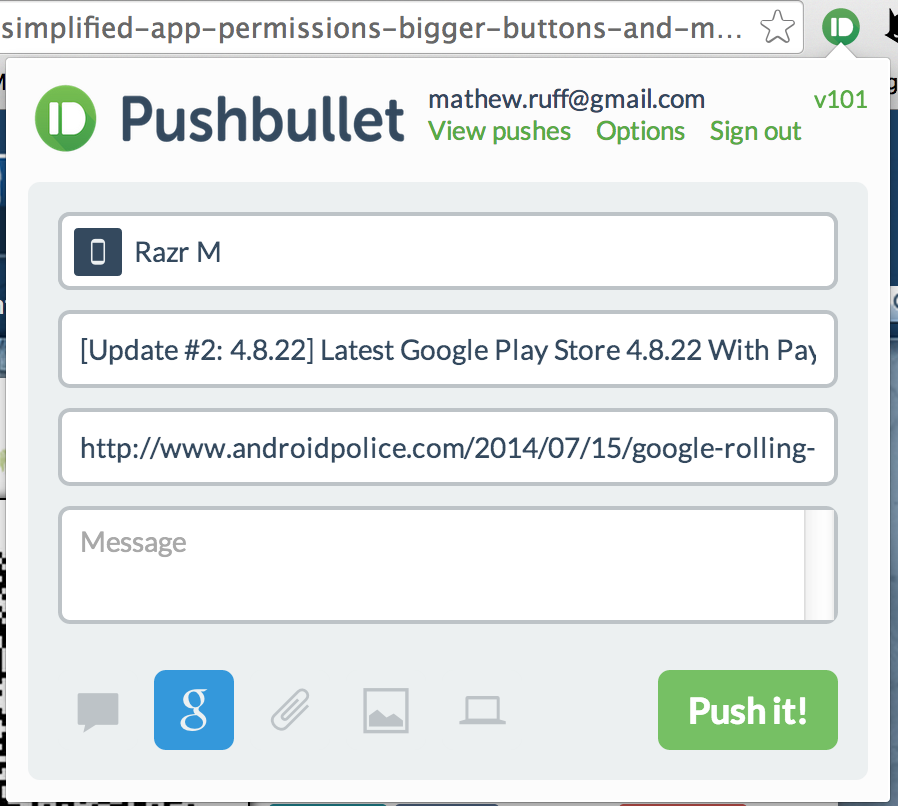 simplified-app-permissions-bigger-buttons-and-m...
Pushbullet
mathew.ruff@gmail.com
v101
View pushes Options Sign out
Razr M
[Update #2: 4.8.22] Latest Google Play Store 4.8.22 With Pay
http://www.androidpolice.com/2014/07/15/google-rolling-
Message
g
Push it!